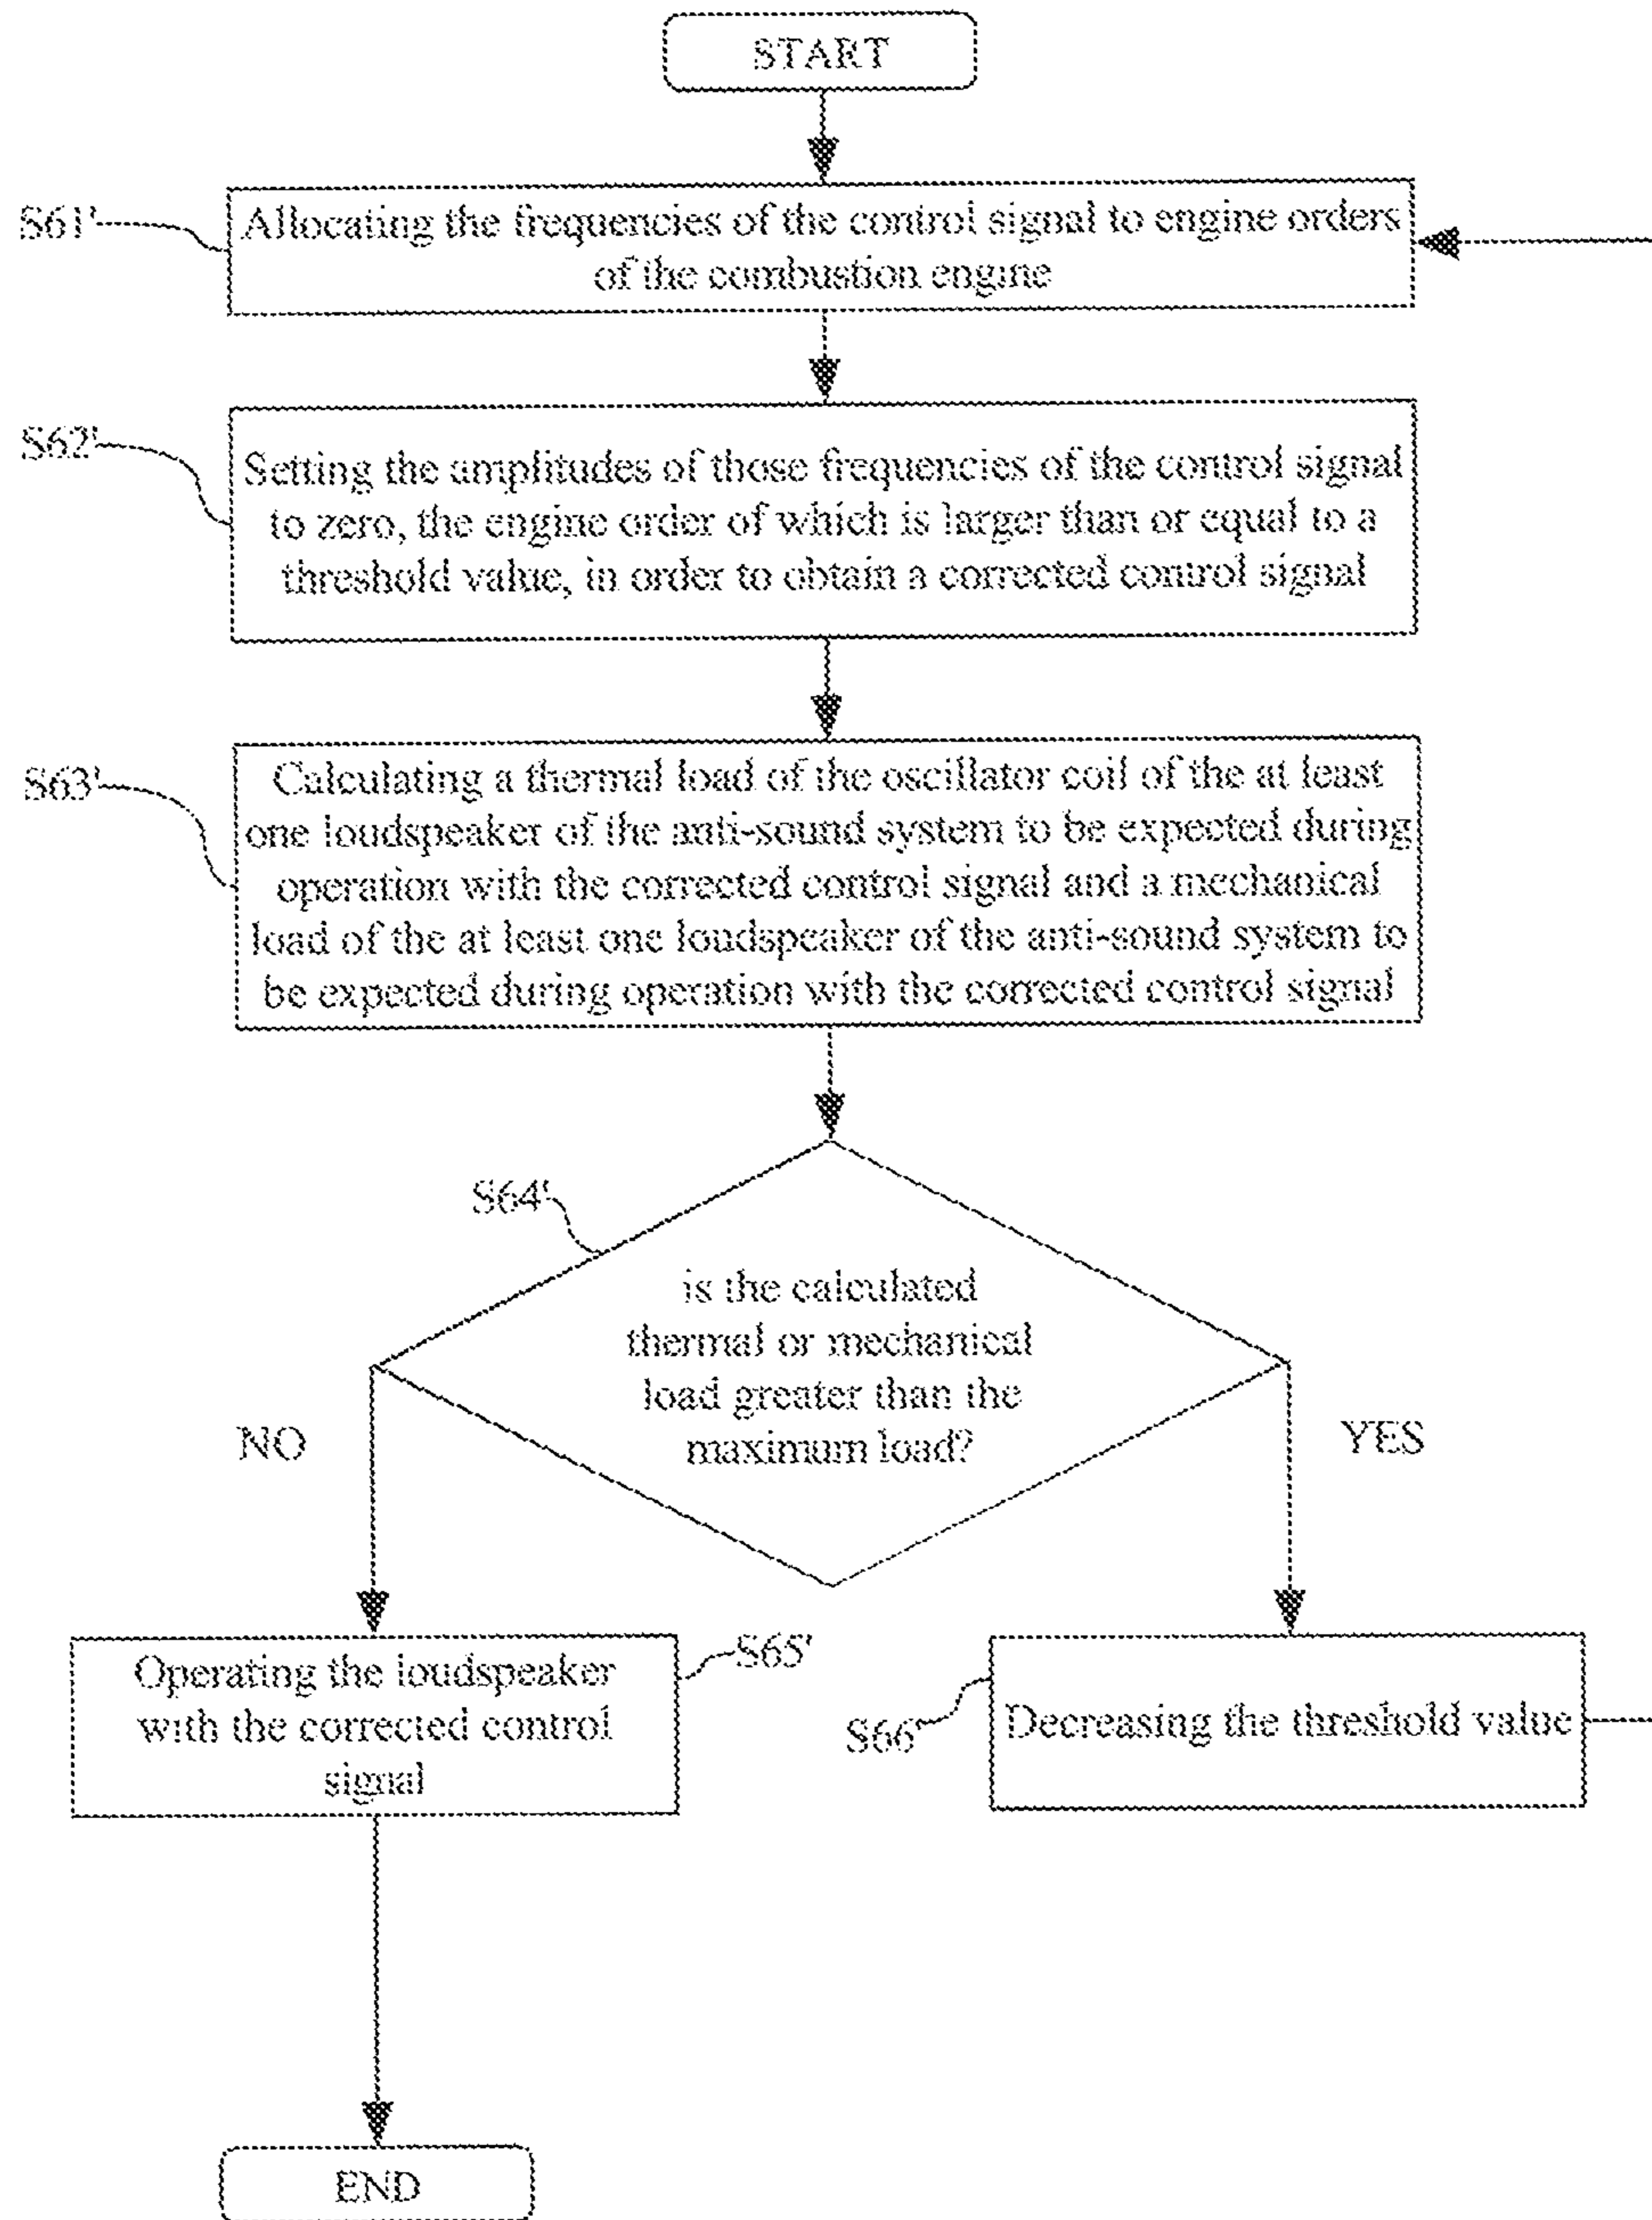 START
S61'
Allocating the frequencies of the control signal to engine orders
of the combustion engine
S62'
Setting the amplitudes of those frequencies of the control signal
to zero, the engine order of which is larger than or equal to a
threshold value, in order to obtain a corrected control signal
S63'
Calculating a thermal load of the oscillator coil of the at least
one loudspeaker of the anti-sound system to be expected during
operation with the corrected control signal and a mechanical
load of the at least one loudspeaker of the anti-sound system to
be expected during operation with the corrected control signal
S64'
is the calculated
thermal or mechanical
load greater than the
maximum load?
NO
YES
Operating the loudspeaker
with the corrected control
signal
S65'
S66'
Decreasing the threshold value
END